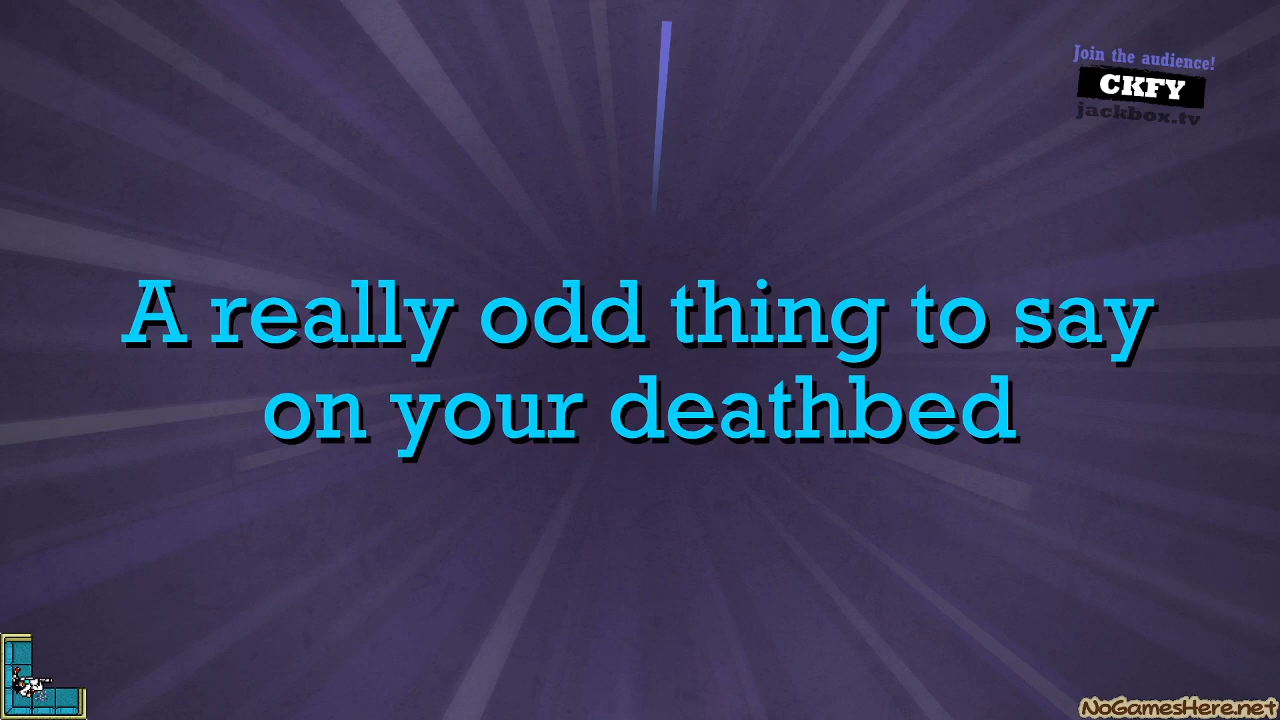 Join the audience!
CKFY
jackbox.tv
A really odd thing to say
on your deathbed
NoGamesHere.net